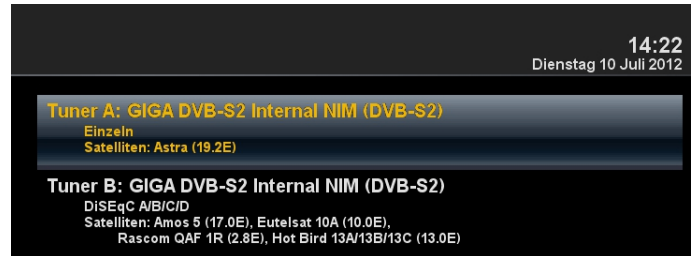 14:22
Dienstag 10 Juli 2012
Tuner A: GIGA DVB-S2 Internal NIM (DVB-S2)
Einzeln
Satelliten: Astra (19.2E)
Tuner B: GIGA DVB-S2 Internal NIM (DVB-S2)
DiSEqC A/B/C/D
Satelliten: Amos 5 (17.0E), Eutelsat 10A (10.0E),
Rascom QAF 1R (2.8E), Hot Bird 13A/13B/13C (13.0E)